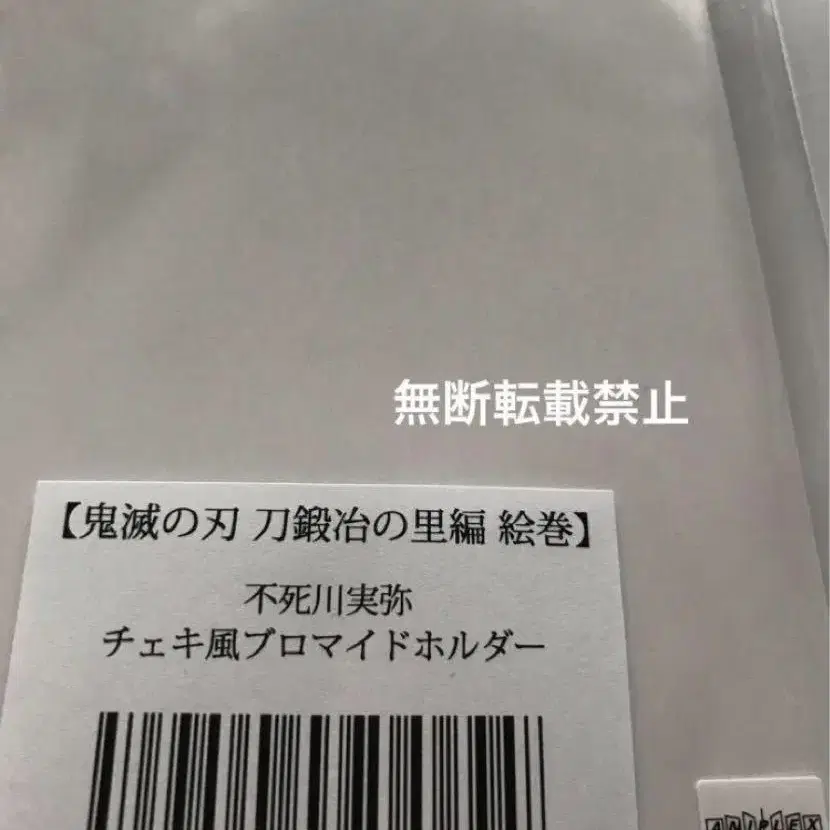 無断転載禁止
【鬼滅の刃 刀鍛冶の里編 絵巻】
不死川実弥
チェキ風ブロマイドホルダー
ANIPLEX